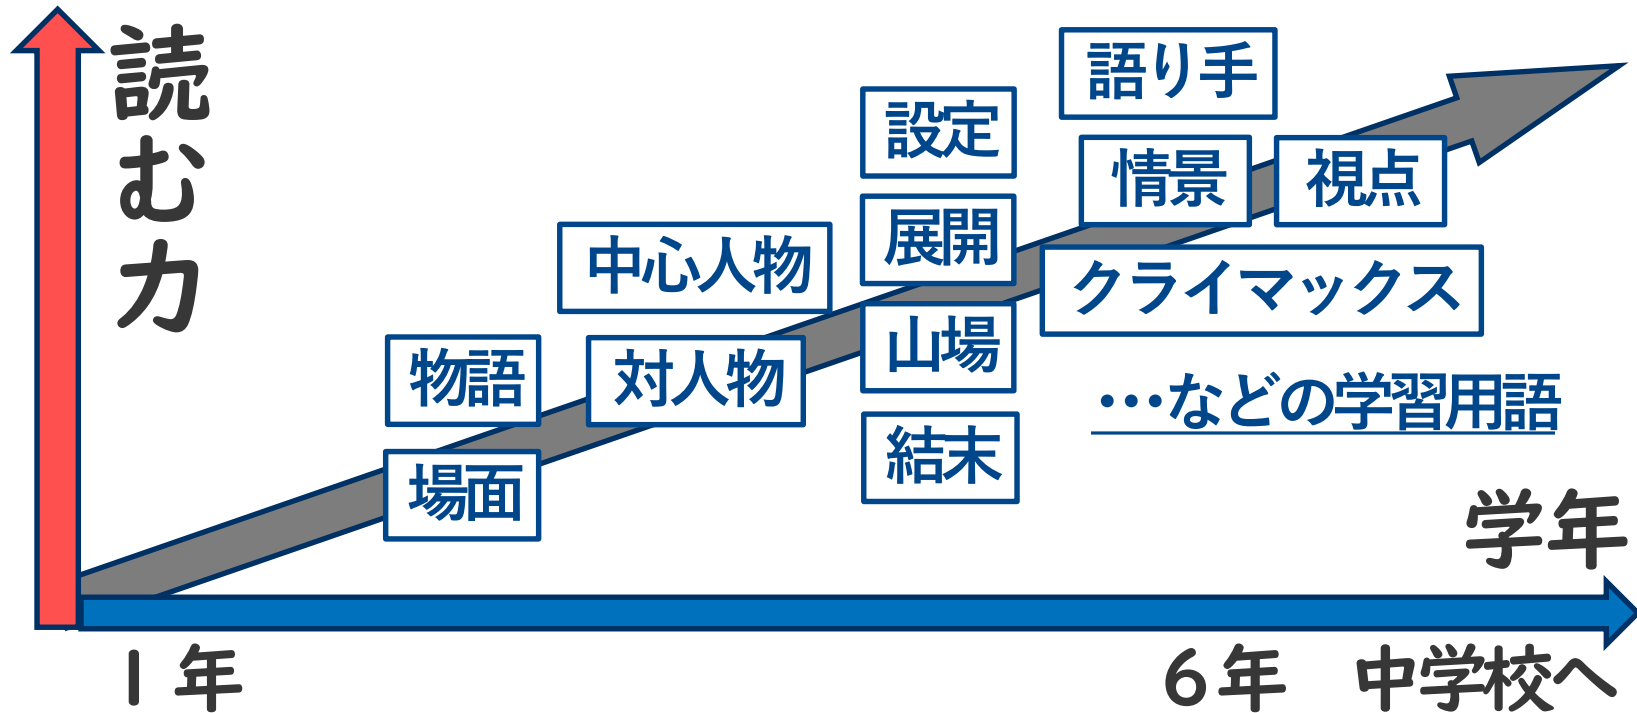 読む力
語り手
設定
情景
視点
中心人物
展開
クライマックス
物語
対人物
山場
…などの学習用語
場面
結末
学年
1年
6年
中学校へ